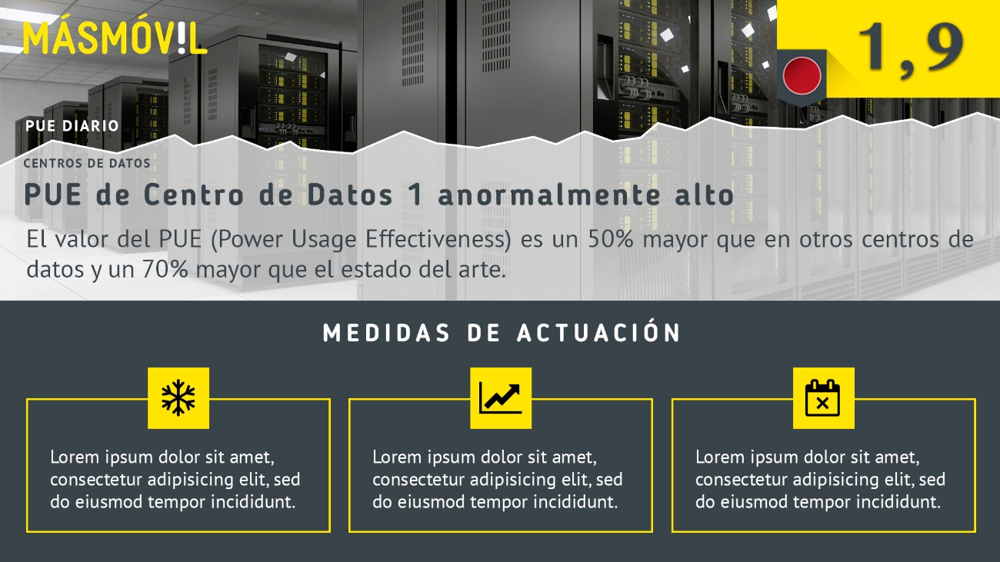 MÁSMÓV!L
1,9
PUE DIARIO
CENTROS DE DATOS
PUE de Centro de Datos 1 anormalmente alto
El valor del PUE (Power Usage Effectiveness) es un 50% mayor que en otros centros de
datos y un 70% mayor que el estado del arte.
MEDIDAS DE ACTUACIÓN
Lorem ipsum dolor sit amet,
consectetur adipisicing elit, sed
do eiusmod tempor incididunt.
Lorem ipsum dolor sit amet,
consectetur adipisicing elit, sed
do eiusmod tempor incididunt.
Lorem ipsum dolor sit amet,
consectetur adipisicing elit, sed
do eiusmod tempor incididunt.